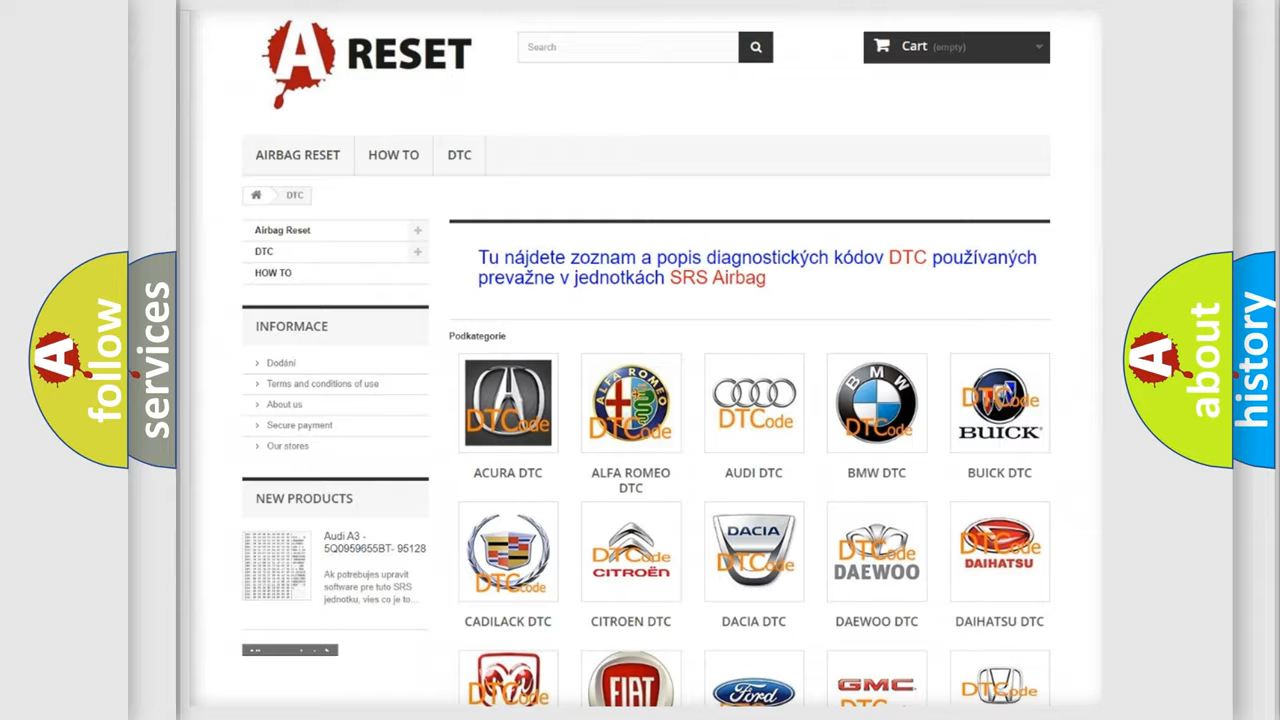 A RESET
Search
Cart (empty)
AIRBAG RESET
HOW TO
DTC
DTC
Airbag Reset
DTC
HOW TO
Tu nájdete zoznam a popis diagnostických kódov DTC používaných
prevažne v jednotkách SRS Airbag
INFORMACE
Dodání
Terms and conditions of use
About us
Secure payment
Our stores
NEW PRODUCTS
Audi A3 -
5Q0959655BT- 95128
Ak potrebujes upravit
software pre tuto SRS
jednotku, vies co je to...
Podkategorie
DTCode
ALFA ROMEO
DTCode
DTCode
BMW
DTCode
DTCode
BUICK
ACURA DTC
ALFA ROMEO
DTC
AUDI DTC
BMW DTC
BUICK DTC
DTCode
DTCode
CITROËN
DACIA
DTCode
DTCode
DAEWOO
DTCode
DAIHATSU
CADILACK DTC
CITROEN DTC
DACIA DTC
DAEWOO DTC
DAIHATSU DTC
DTCode
FIAT
Ford
GMC
DTCode
A
follow
services
A
about
history